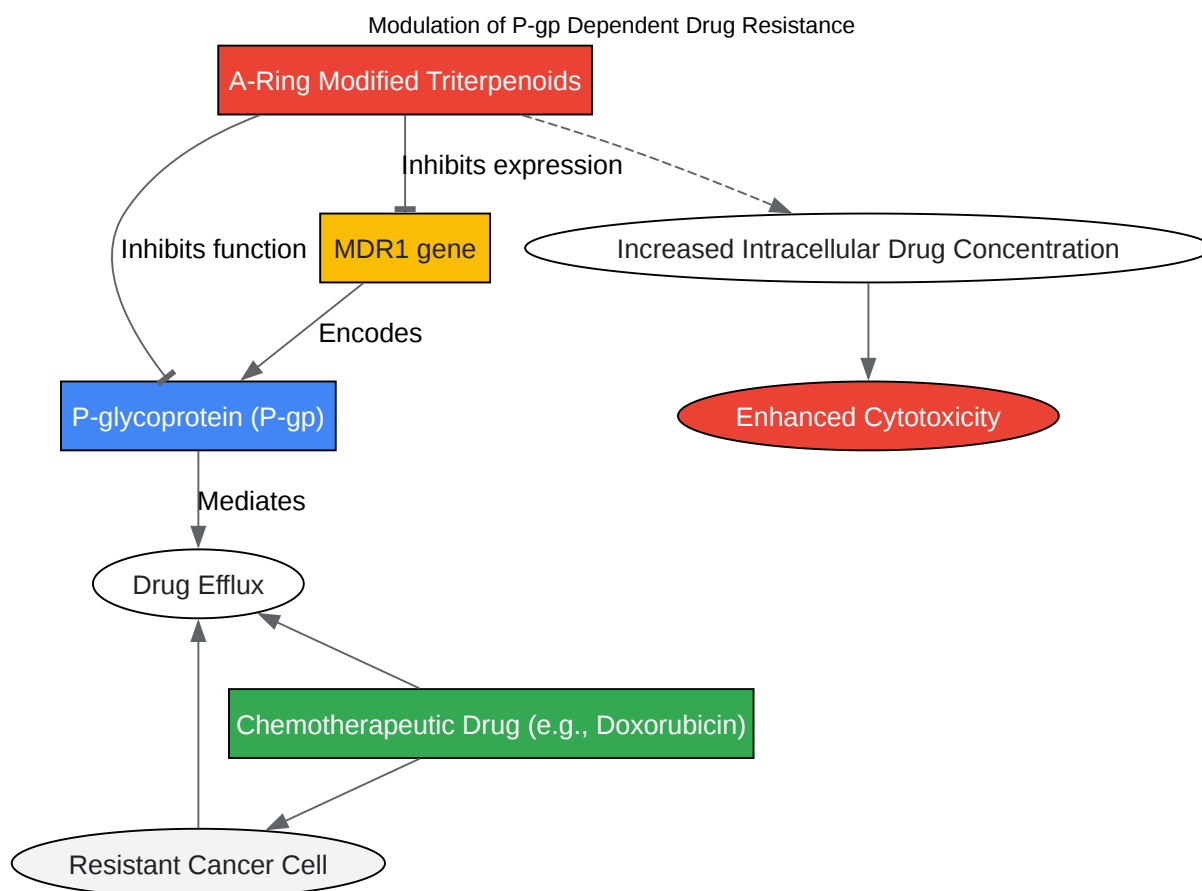 Modulation of P-gp Dependent Drug Resistance
A-Ring Modified Triterpenoids
Inhibits expression
Inhibits function
MDR1 gene
Increased Intracellular Drug Concentration
Encodes
P-glycoprotein (P-gp)
Enhanced Cytotoxicity
Mediates
Drug Efflux
Chemotherapeutic Drug (e.g., Doxorubicin)
Resistant Cancer Cell